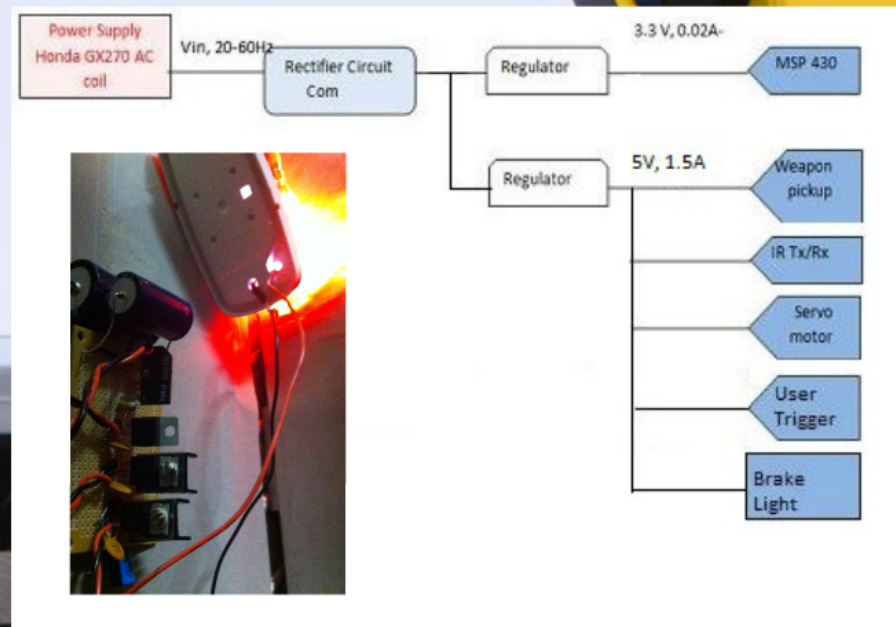 Power Supply
Honda GX270 AC
coil
Vin, 20-60Hz
Rectifier Circuit
Com
Regulator
3.3 V, 0.02A-
MSP 430
Regulator
5V, 1.5A
Weapon
pickup
IR Tx/Rx
Servo
motor
User
Trigger
Brake
Light